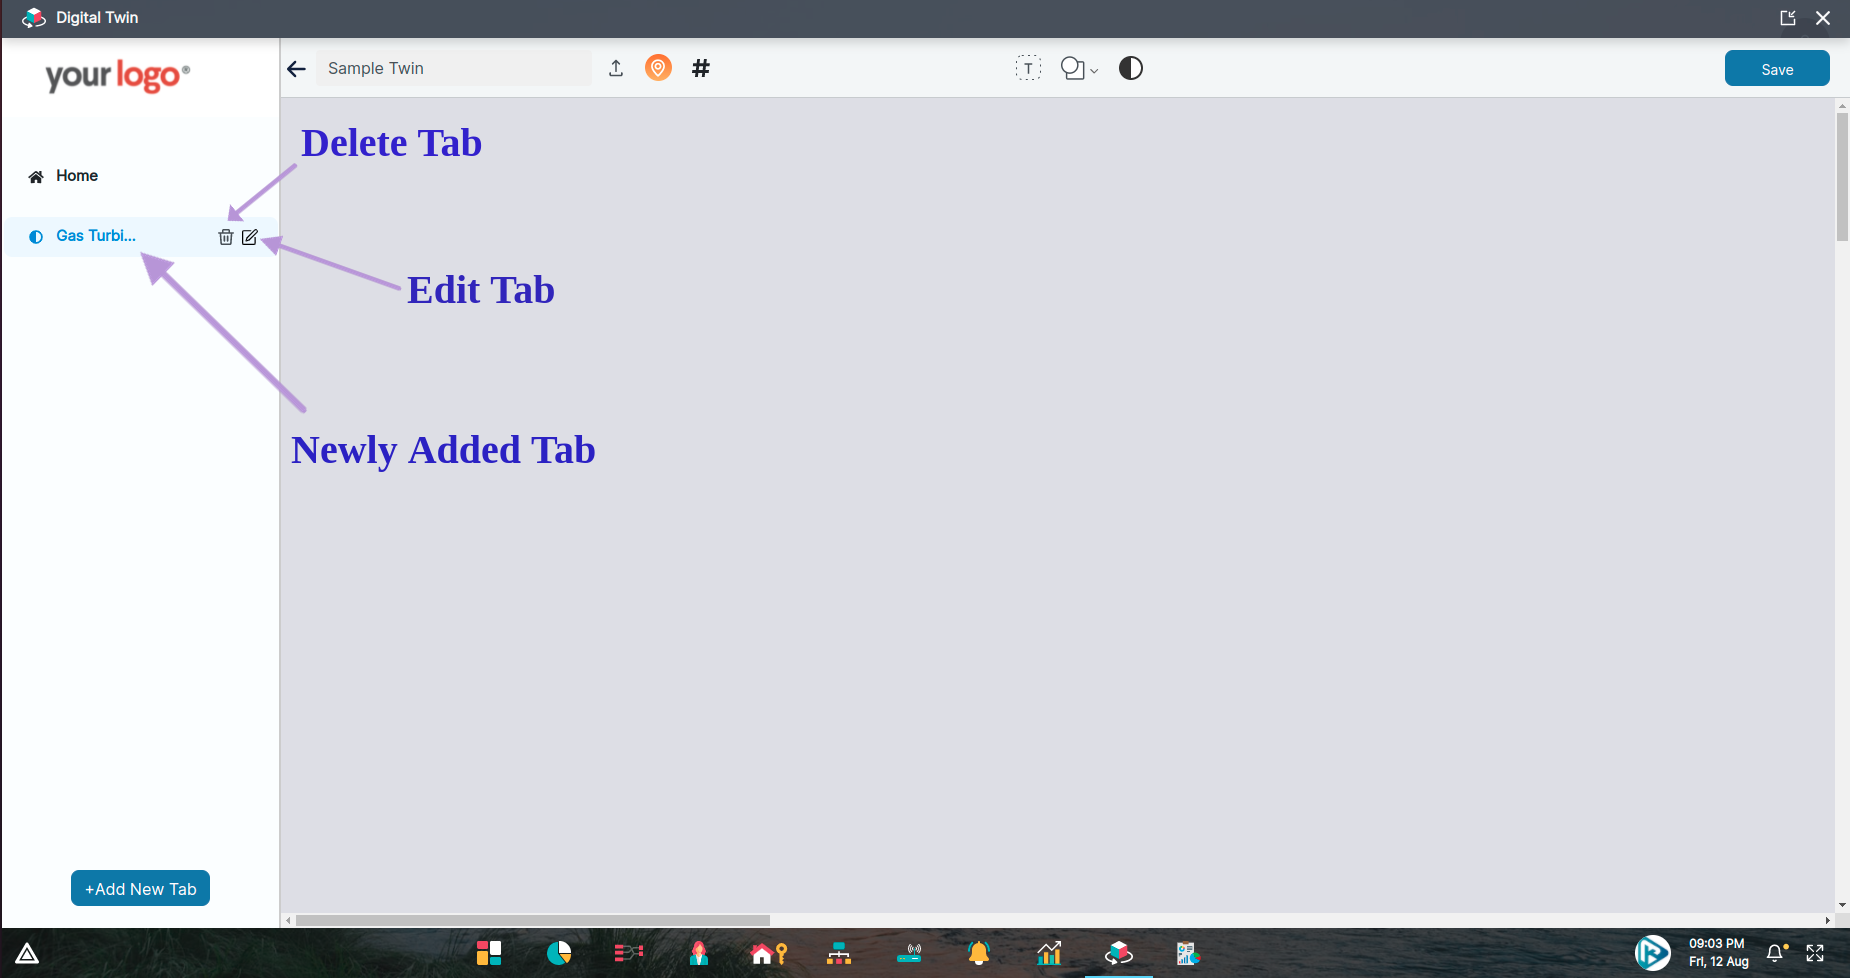 Digital Twin
your logo®
Sample Twin
T
Save
Delete Tab
Home
Gas Turbi...
Edit Tab
Newly Added Tab
+Add New Tab
09:03 PM
Fri, 12 Aug